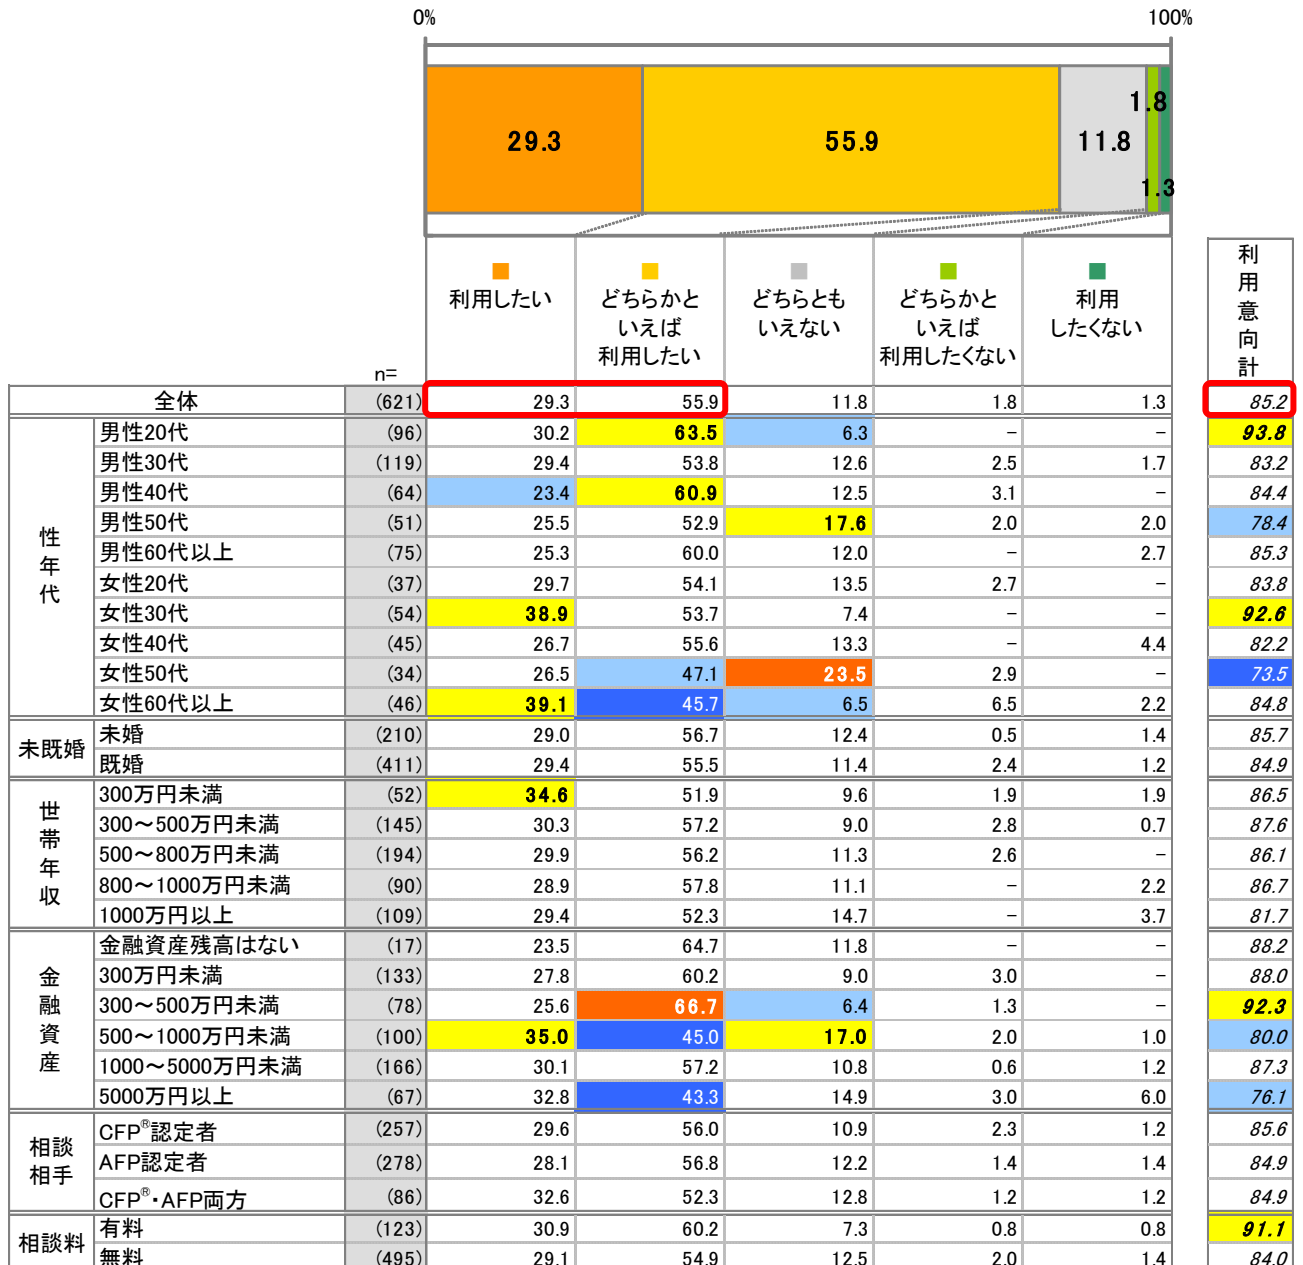 0% 100%
29.3 55.9 11.8 1.8 1.3
利用したい どちらかといえば利用したい どちらともいえない どちらかといえば利用したくない 利用したくない 利用意向計
n=
全体 (621) 29.3 55.9 11.8 1.8 1.3 85.2
性年代
男性20代 (96) 30.2 63.5 6.3 － － 93.8
男性30代 (119) 29.4 53.8 12.6 2.5 1.7 83.2
男性40代 (64) 23.4 60.9 12.5 3.1 － 84.4
男性50代 (51) 25.5 52.9 17.6 2.0 2.0 78.4
男性60代以上 (75) 25.3 60.0 12.0 － 2.7 85.3
女性20代 (37) 29.7 54.1 13.5 2.7 － 83.8
女性30代 (54) 38.9 53.7 7.4 － － 92.6
女性40代 (45) 26.7 55.6 13.3 － 4.4 82.2
女性50代 (34) 26.5 47.1 23.5 2.9 － 73.5
女性60代以上 (46) 39.1 45.7 6.5 6.5 2.2 84.8
未既婚
未婚 (210) 29.0 56.7 12.4 0.5 1.4 85.7
既婚 (411) 29.4 55.5 11.4 2.4 1.2 84.9
世帯年収
300万円未満 (52) 34.6 51.9 9.6 1.9 1.9 86.5
300～500万円未満 (145) 30.3 57.2 9.0 2.8 0.7 87.6
500～800万円未満 (194) 29.9 56.2 11.3 2.6 － 86.1
800～1000万円未満 (90) 28.9 57.8 11.1 － 2.2 86.7
1000万円以上 (109) 29.4 52.3 14.7 － 3.7 81.7
金融資産
金融資産残高はない (17) 23.5 64.7 11.8 － － 88.2
300万円未満 (133) 27.8 60.2 9.0 3.0 － 88.0
300～500万円未満 (78) 25.6 66.7 6.4 1.3 － 92.3
500～1000万円未満 (100) 35.0 45.0 17.0 2.0 1.0 80.0
1000～5000万円未満 (166) 30.1 57.2 10.8 0.6 1.2 87.3
5000万円以上 (67) 32.8 43.3 14.9 3.0 6.0 76.1
相談相手
CFP®認定者 (257) 29.6 56.0 10.9 2.3 1.2 85.6
AFP認定者 (278) 28.1 56.8 12.2 1.4 1.4 84.9
CFP®・AFP両方 (86) 32.6 52.3 12.8 1.2 1.2 84.9
相談料
有料 (123) 30.9 60.2 7.3 0.8 0.8 91.1
無料 (495) 29.1 54.9 12.5 2.0 1.4 84.0